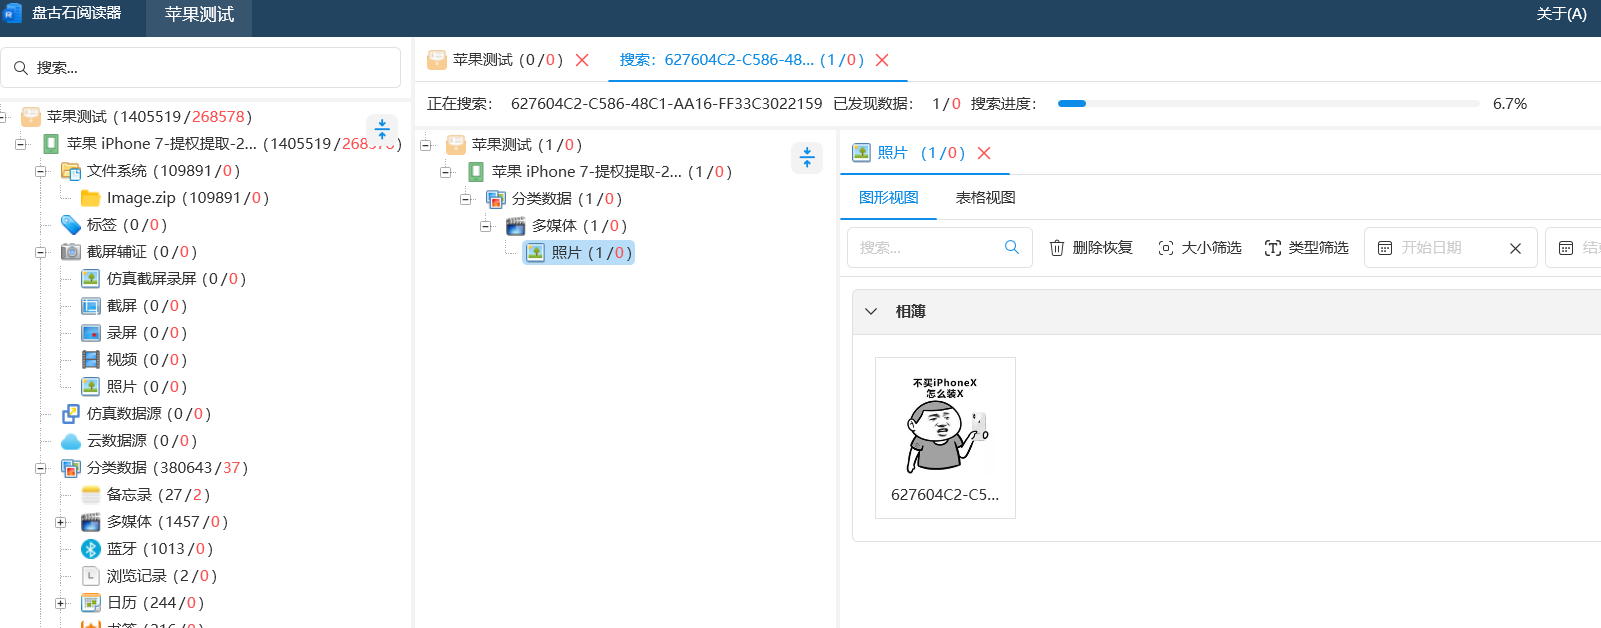 盘古石阅读器
苹果测试
关于(A)
搜索...
苹果测试 (1405519/268578)
苹果 iPhone 7-提权提取-2... (1405519/268578)
文件系统 (109891/0)
Image.zip (109891/0)
标签 (0/0)
截屏辅证 (0/0)
仿真截屏录屏 (0/0)
截屏 (0/0)
录屏 (0/0)
视频 (0/0)
照片 (0/0)
仿真数据源 (0/0)
云数据源 (0/0)
分类数据 (380643/37)
备忘录 (27/2)
多媒体 (1457/0)
蓝牙 (1013/0)
浏览记录 (2/0)
日历 (244/0)
苹果测试 (0/0)
搜索：627604C2-C586-48... (1/0)
正在搜索： 627604C2-C586-48C1-AA16-FF33C3022159 已发现数据： 1/0 搜索进度： 6.7%
苹果测试 (1/0)
苹果 iPhone 7-提权提取-2... (1/0)
分类数据 (1/0)
多媒体 (1/0)
照片 (1/0)
照片 (1/0)
图形视图 表格视图
搜索... 删除恢复 大小筛选 类型筛选 开始日期
相簿
不买iPhoneX
怎么装X
627604C2-C5...